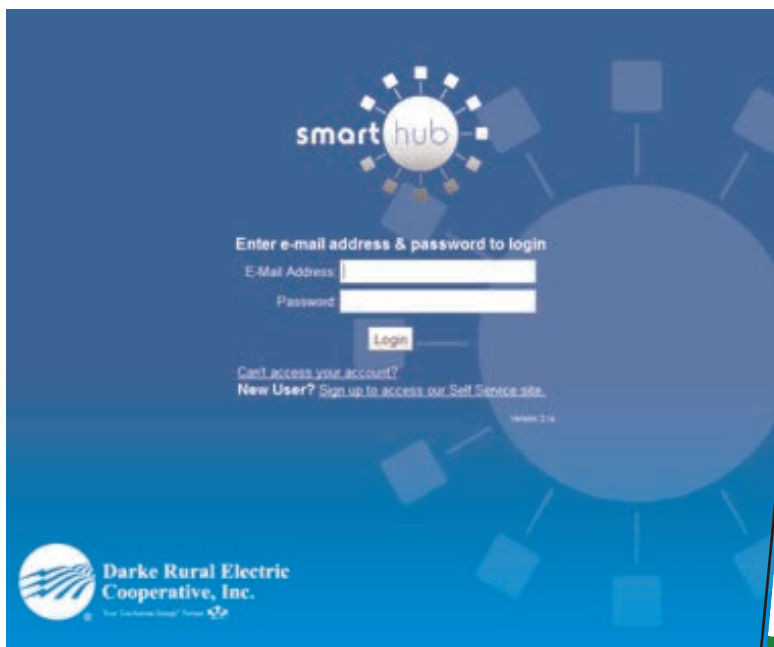 smart hub
Enter e-mail address & password to login
E-Mail Address:
Password:
Login
Can't access your account?
New User? Sign up to access our Self Service site.
Darke Rural Electric
Cooperative, Inc.